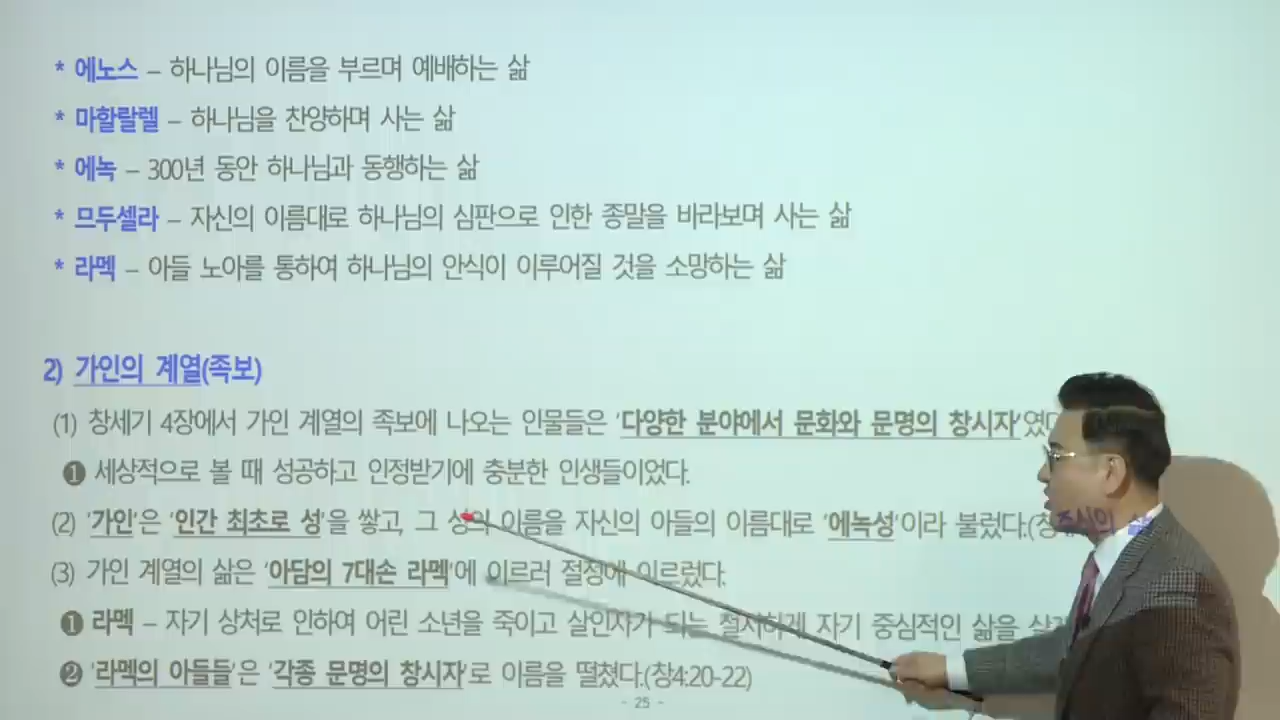 * 에노스 – 하나님의 이름을 부르며 예배하는 삶
* 마할랄렐 – 하나님을 찬양하며 사는 삶
* 에녹 – 300년 동안 하나님과 동행하는 삶
* 므두셀라 – 자신의 이름대로 하나님의 심판으로 인한 종말을 바라보며 사는 삶
* 라멕 – 아들 노아를 통하여 하나님의 안식이 이루어질 것을 소망하는 삶
2) 가인의 계열(족보)
(1) 창세기 4장에서 가인 계열의 족보에 나오는 인물들은 '다양한 분야에서 문화와 문명의 창시자'였
❶ 세상적으로 볼 때 성공하고 인정받기에 충분한 인생들이었다.
(2) '가인'은 '인간 최초로 성'을 쌓고, 그 성의 이름을 자신의 아들의 이름대로 '에녹성'이라 불렀다.(창
(3) 가인 계열의 삶은 '아담의 7대손 라멕'에 이르러 절정에 이르렀다.
❶ 라멕 – 자기 상처로 인하여 어린 소년을 죽이고 살인자가 되는 철저하게 자기 중심적인 삶을
❷ '라멕의 아들들'은 '각종 문명의 창시자'로 이름을 떨쳤다.(창4:20-22)
- 25 -